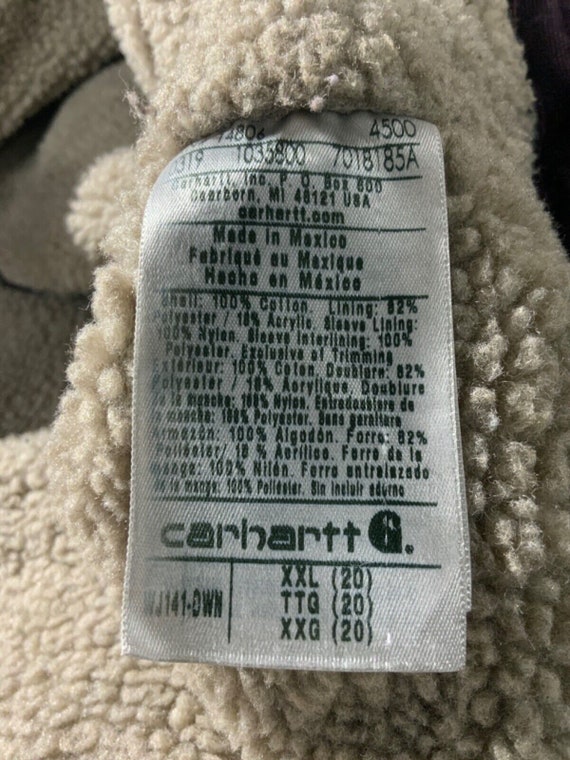 4806 4500
0319 1035800 7018185A
Carhartt, Inc. P. O. Box 600
Dearborn, MI 48121 USA
carhartt.com
Made in Mexico
Fabriqué au Mexique
Hecho en México
Shell: 100% Cotton. Lining: 82%
Polyester / 18% Acrylic. Sleeve Lining:
100% Nylon. Sleeve Interlining: 100%
Polyester, Exclusive of Trimming
Extérieur: 100% Coton. Doublure: 82%
Polyester / 18% Acrylique. Doublure
de la manche: 100% Nylon. Entredoublure de
la manche: 100% Polyester. Sans garniture
Armazón: 100% Algodón. Forro: 82%
Poliéster / 18 % Acrílico. Forro de la
manga: 100% Nilón. Forro entrelazado
de la manga: 100% Poliéster. Sin incluir adorno
carhartt
WJ141-DWN
XXL (20)
TTG (20)
XXG (20)